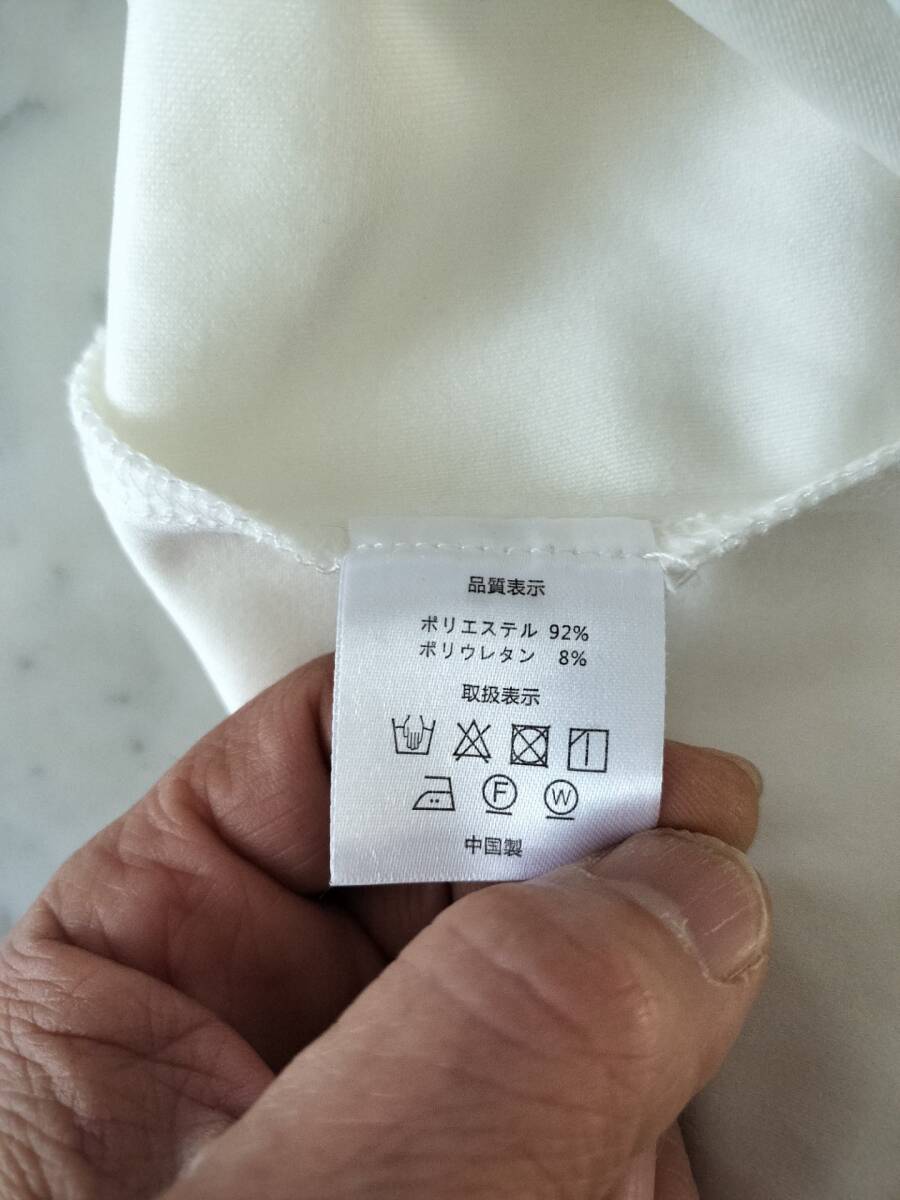 品質表示
ポリエステル 92%
ポリウレタン 8%
取扱表示
F W
中国製